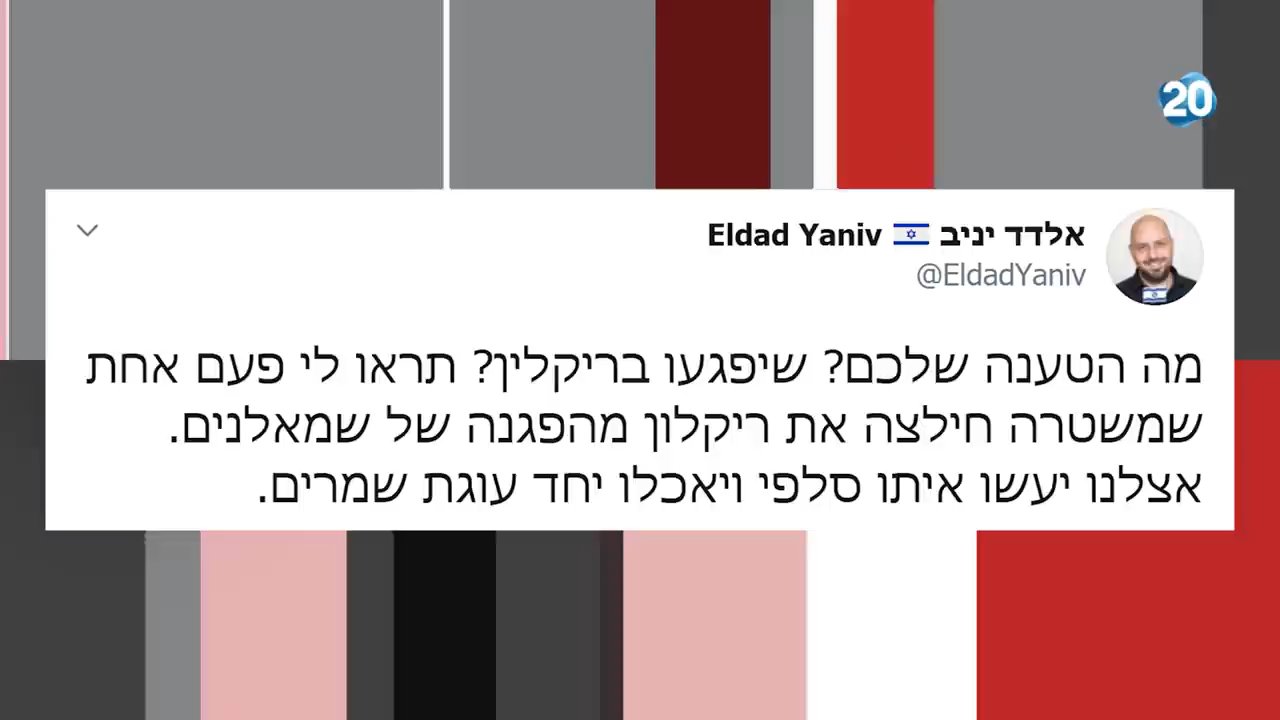 20
אלדד יניב 🇮🇱 Eldad Yaniv
@EldadYaniv
מה הטענה שלכם? שיפגעו בריקלין? תראו לי פעם אחת
שמשטרה חילצה את ריקלון מהפגנה של שמאלנים.
אצלנו יעשו איתו סלפי ויאכלו יחד עוגת שמרים.